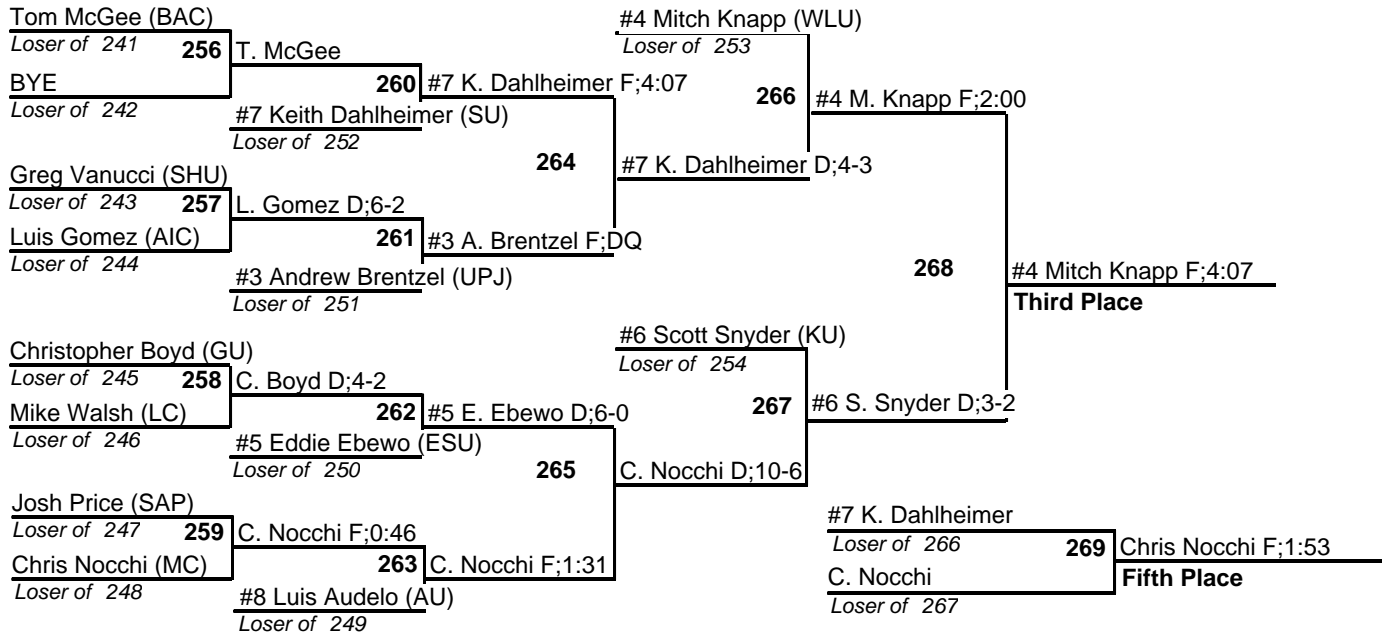 Tom McGee (BAC)
Loser of 241
256
T. McGee
BYE
Loser of 242
260
#7 K. Dahlheimer F;4:07
#7 Keith Dahlheimer (SU)
Loser of 252
Greg Vanucci (SHU)
Loser of 243
257
L. Gomez D;6-2
Luis Gomez (AIC)
Loser of 244
261
#3 A. Brentzel F;DQ
#3 Andrew Brentzel (UPJ)
Loser of 251
264
#7 K. Dahlheimer D;4-3
#4 Mitch Knapp (WLU)
Loser of 253
266
#4 M. Knapp F;2:00
Christopher Boyd (GU)
Loser of 245
258
C. Boyd D;4-2
Mike Walsh (LC)
Loser of 246
262
#5 E. Ebewo D;6-0
#5 Eddie Ebewo (ESU)
Loser of 250
Josh Price (SAP)
Loser of 247
259
C. Nocchi F;0:46
Chris Nocchi (MC)
Loser of 248
263
C. Nocchi F;1:31
#8 Luis Audelo (AU)
Loser of 249
265
C. Nocchi D;10-6
#6 Scott Snyder (KU)
Loser of 254
267
#6 S. Snyder D;3-2
268
#4 Mitch Knapp F;4:07
Third Place
#7 K. Dahlheimer
Loser of 266
269
C. Nocchi
Loser of 267
Chris Nocchi F;1:53
Fifth Place